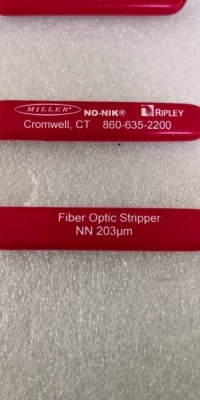 MILLER® NO-NIK® RIPLEY
Cromwell, CT 860-635-2200
Fiber Optic Stripper
NN 203µm